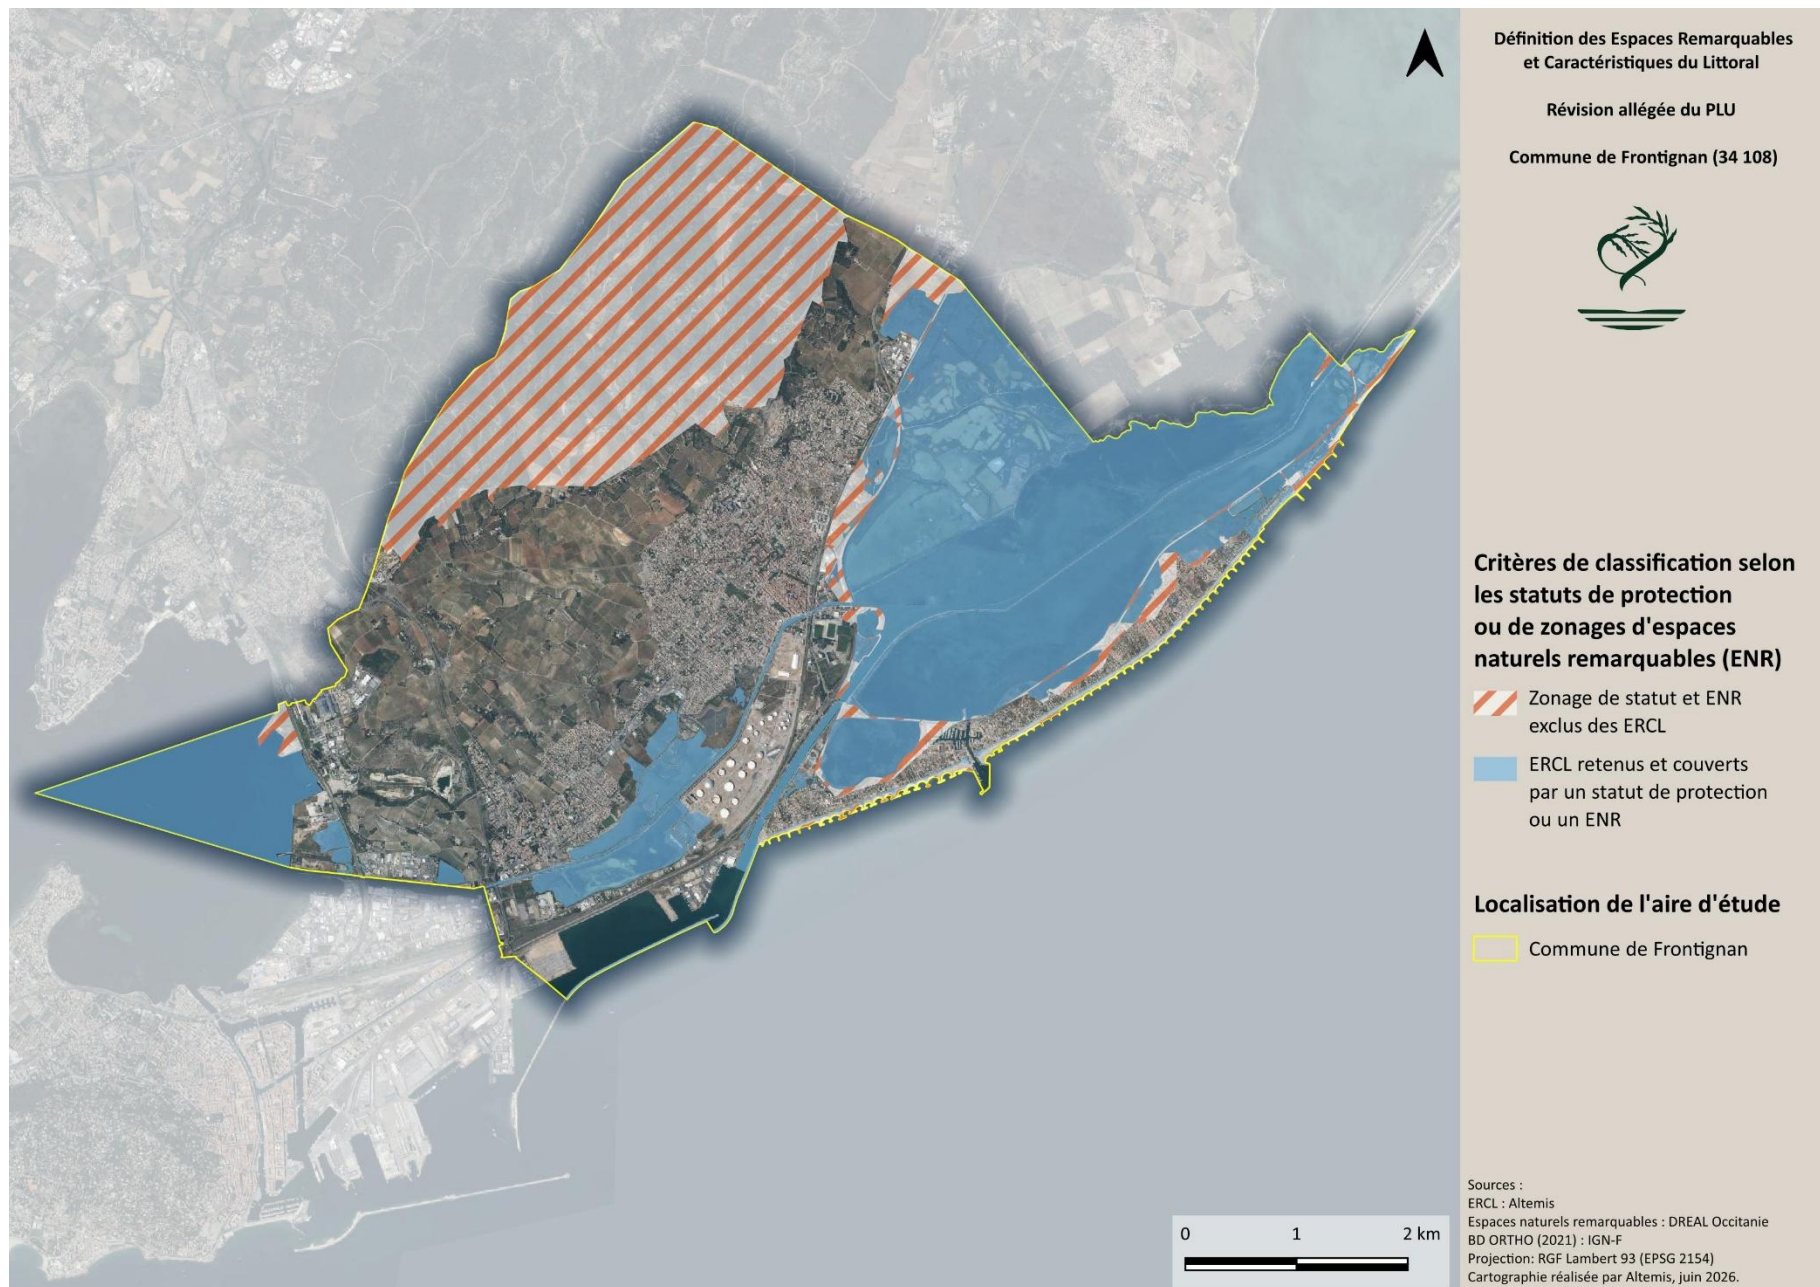 Définition des Espaces Remarquables
et Caractéristiques du Littoral
Révision allégée du PLU
Commune de Frontignan (34 108)
Critères de classification selon
les statuts de protection
ou de zonages d'espaces
naturels remarquables (ENR)
Zonage de statut et ENR
exclus des ERCL
ERCL retenus et couverts
par un statut de protection
ou un ENR
Localisation de l'aire d'étude
Commune de Frontignan
0 1 2 km
Sources :
ERCL : Altemis
Espaces naturels remarquables : DREAL Occitanie
BD ORTHO (2021) : IGN-F
Projection: RGF Lambert 93 (EPSG 2154)
Cartographie réalisée par Altemis, juin 2026.